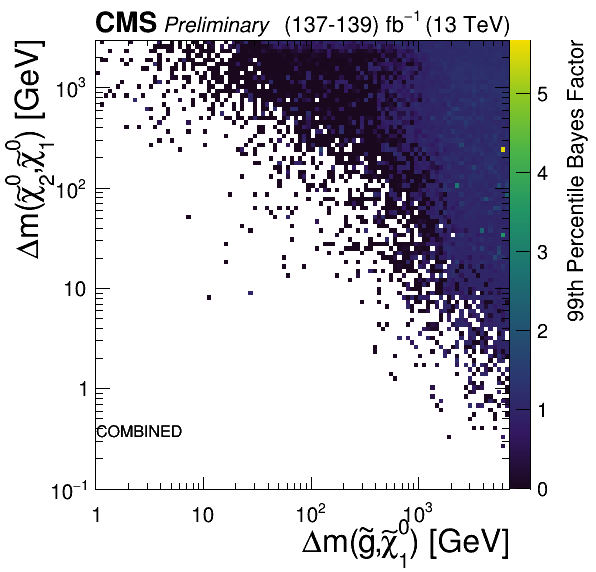 CMS Preliminary (137-139) fb⁻¹ (13 TeV)
Δm(χ̃⁰₂,χ̃⁰₁) [GeV]
10³
10²
10
1
10⁻¹
COMBINED
1 10 10² 10³
Δm(g̃,χ̃⁰₁) [GeV]
5
4
3
2
1
0
99th Percentile Bayes Factor